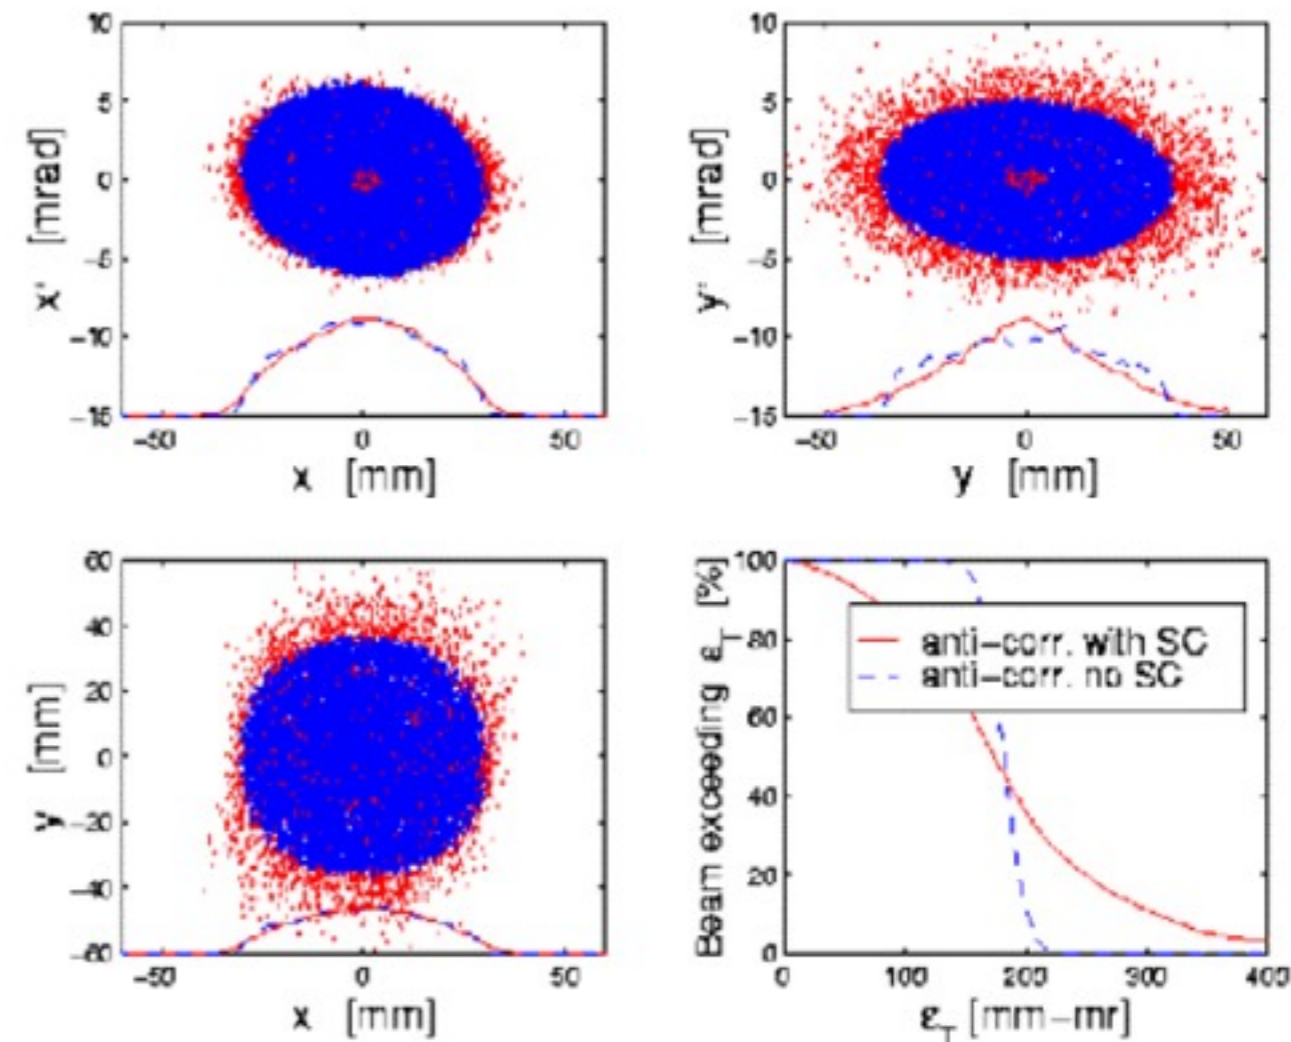 10
5
0
−5
−10
−15
x' [mrad]
−50 0 50
x [mm]
10
5
0
−5
−10
−15
y' [mrad]
−50 0 50
y [mm]
60
40
20
0
−20
−40
−60
y [mm]
−50 0 50
x [mm]
100
80
60
40
20
0
Beam exceeding ε_T [%]
anti−corr. with SC
anti−corr. no SC
0 100 200 300 400
ε_T [mm−mr]